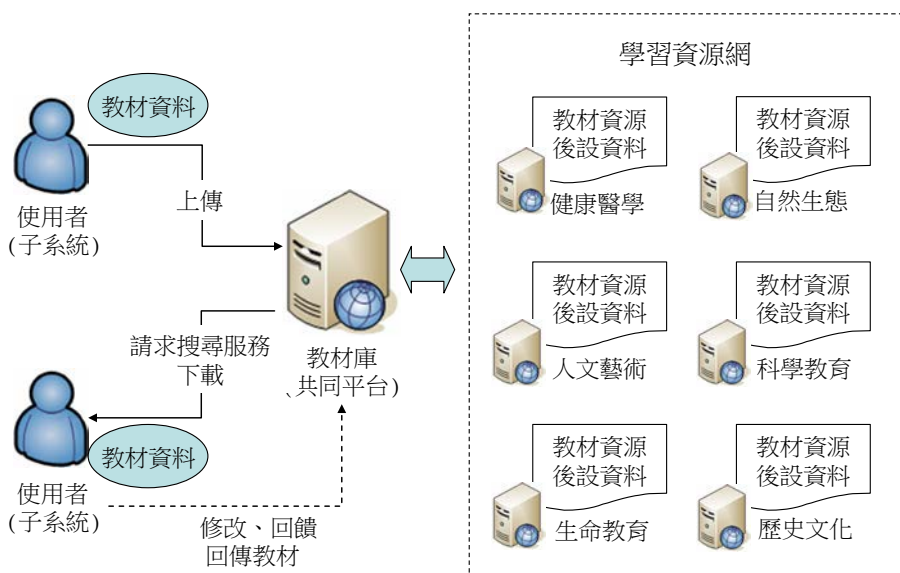 學習資源網
教材資料
使用者
(子系統)
上傳
教材庫
、共同平台)
請求搜尋服務
下載
教材資料
使用者
(子系統)
修改、回饋
回傳教材
教材資源
後設資料
健康醫學
教材資源
後設資料
自然生態
教材資源
後設資料
人文藝術
教材資源
後設資料
科學教育
教材資源
後設資料
生命教育
教材資源
後設資料
歷史文化